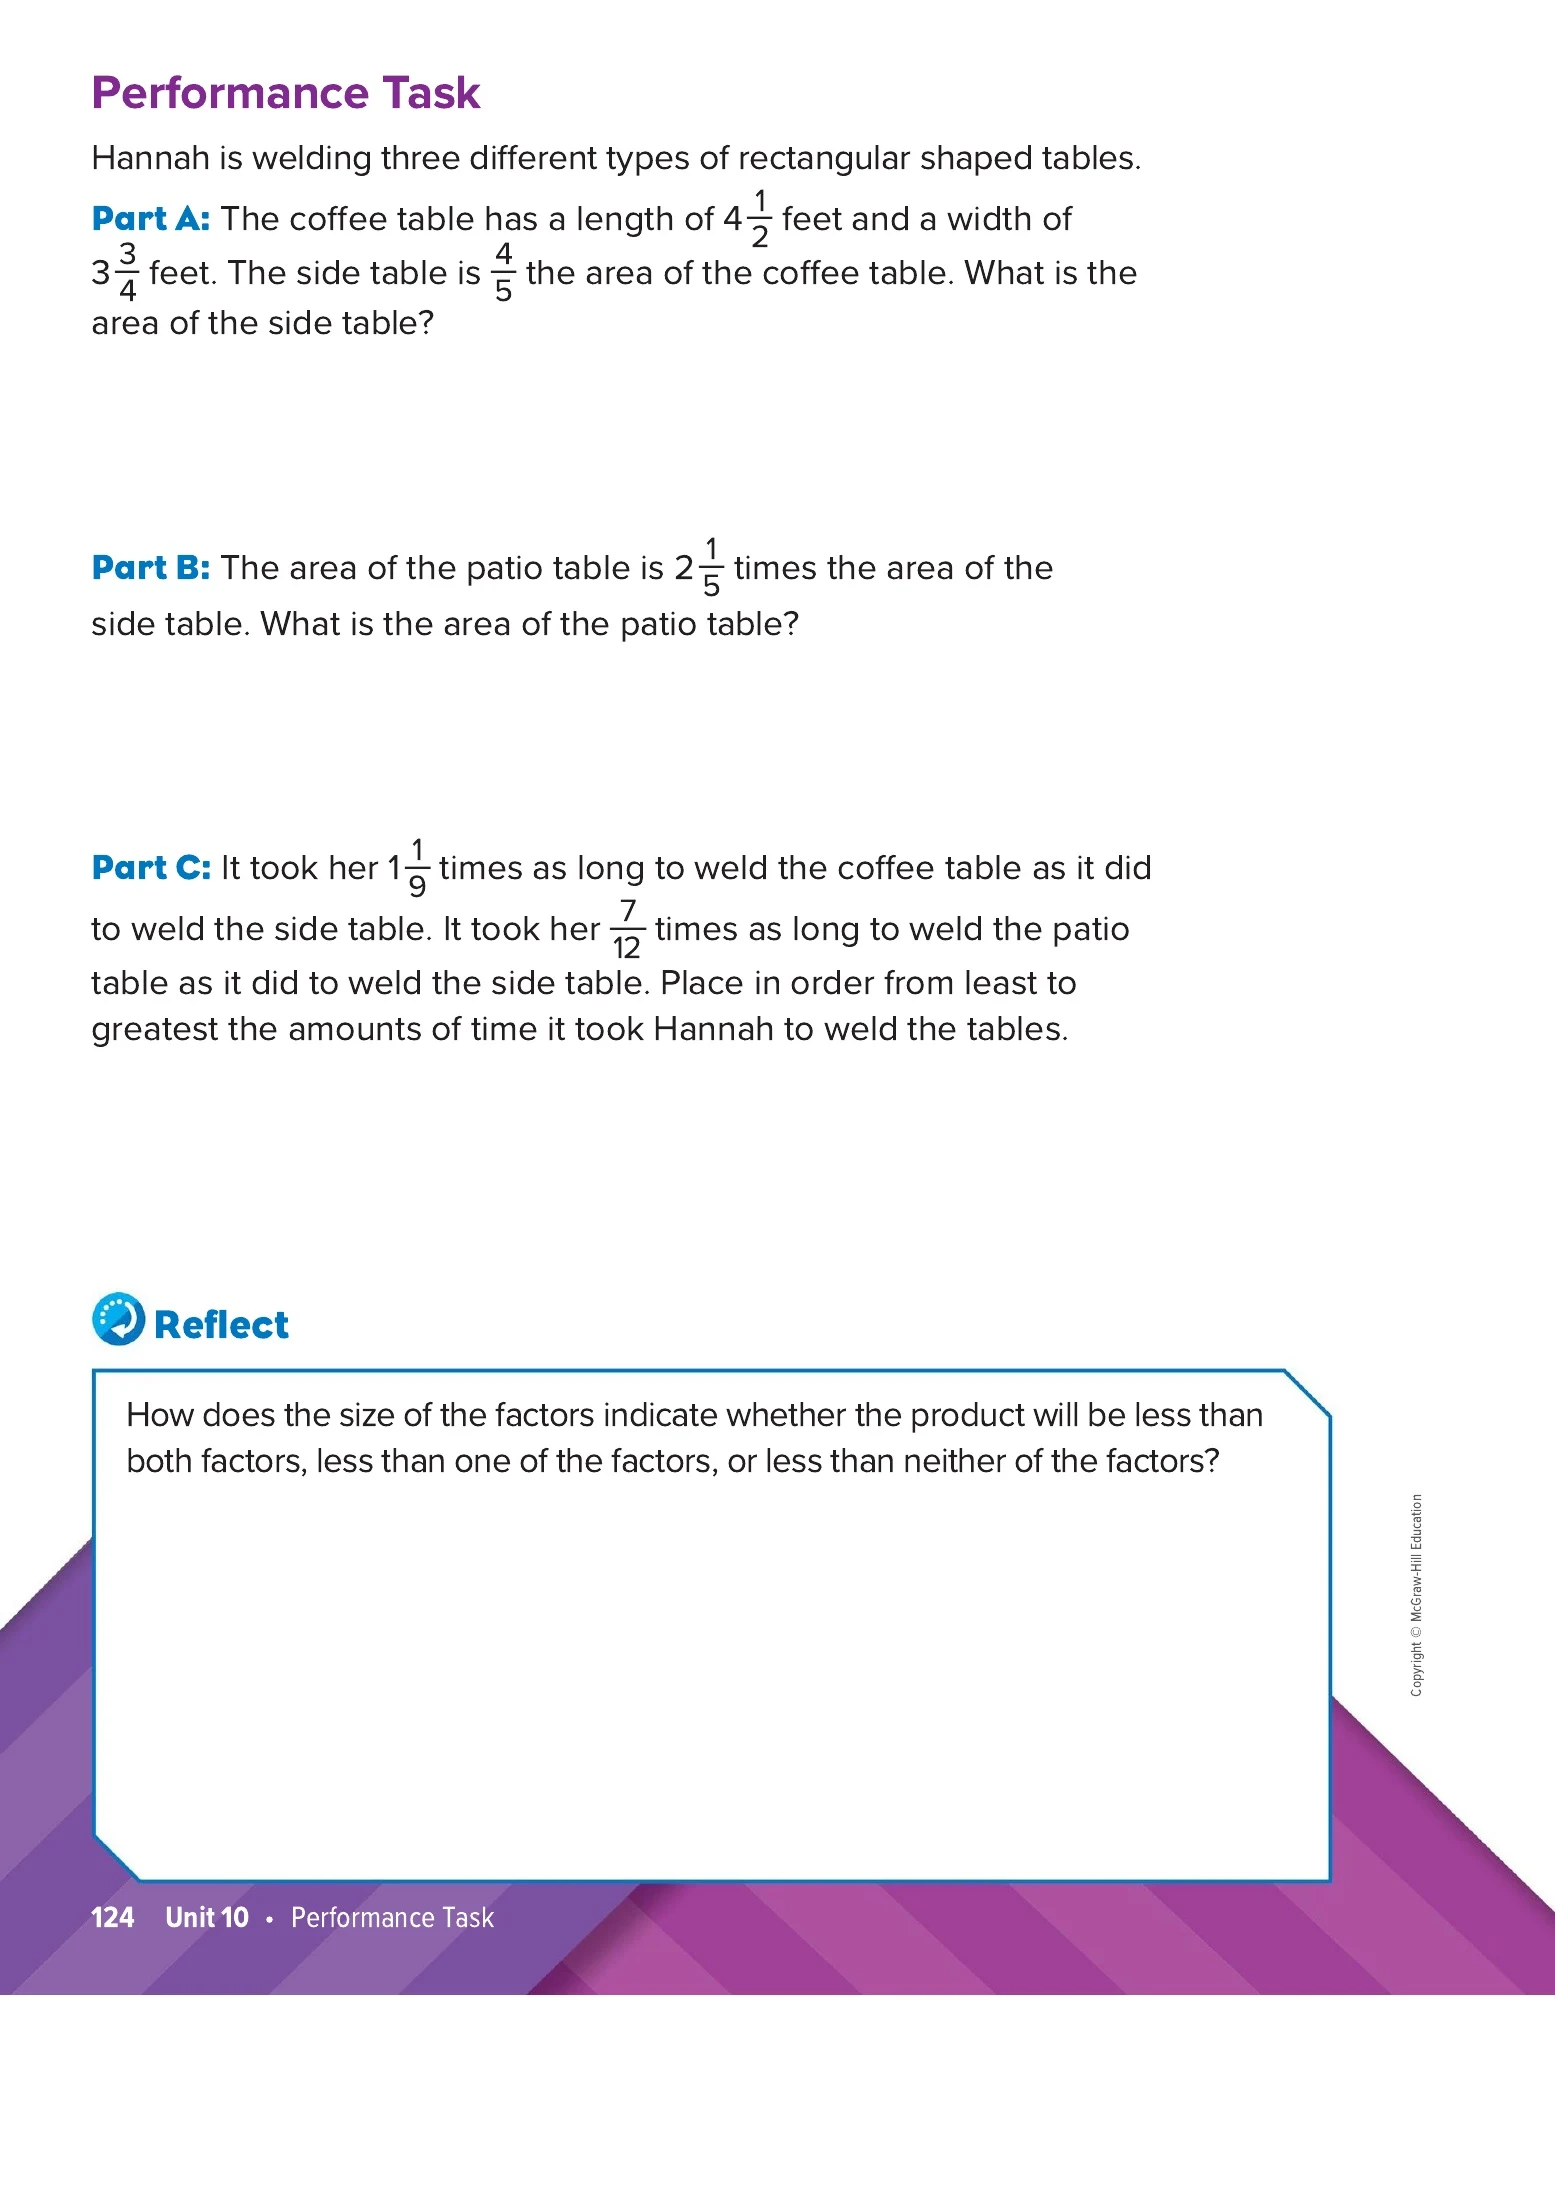 Performance Task
Hannah is welding three different types of rectangular shaped tables.
Part A: The coffee table has a length of 4 1/2 feet and a width of
3 3/4 feet. The side table is 4/5 the area of the coffee table. What is the
area of the side table?
Part B: The area of the patio table is 2 1/5 times the area of the
side table. What is the area of the patio table?
Part C: It took her 1 1/9 times as long to weld the coffee table as it did
to weld the side table. It took her 7/12 times as long to weld the patio
table as it did to weld the side table. Place in order from least to
greatest the amounts of time it took Hannah to weld the tables.
Reflect
How does the size of the factors indicate whether the product will be less than
both factors, less than one of the factors, or less than neither of the factors?
Copyright © McGraw-Hill Education
124 Unit 10 • Performance Task